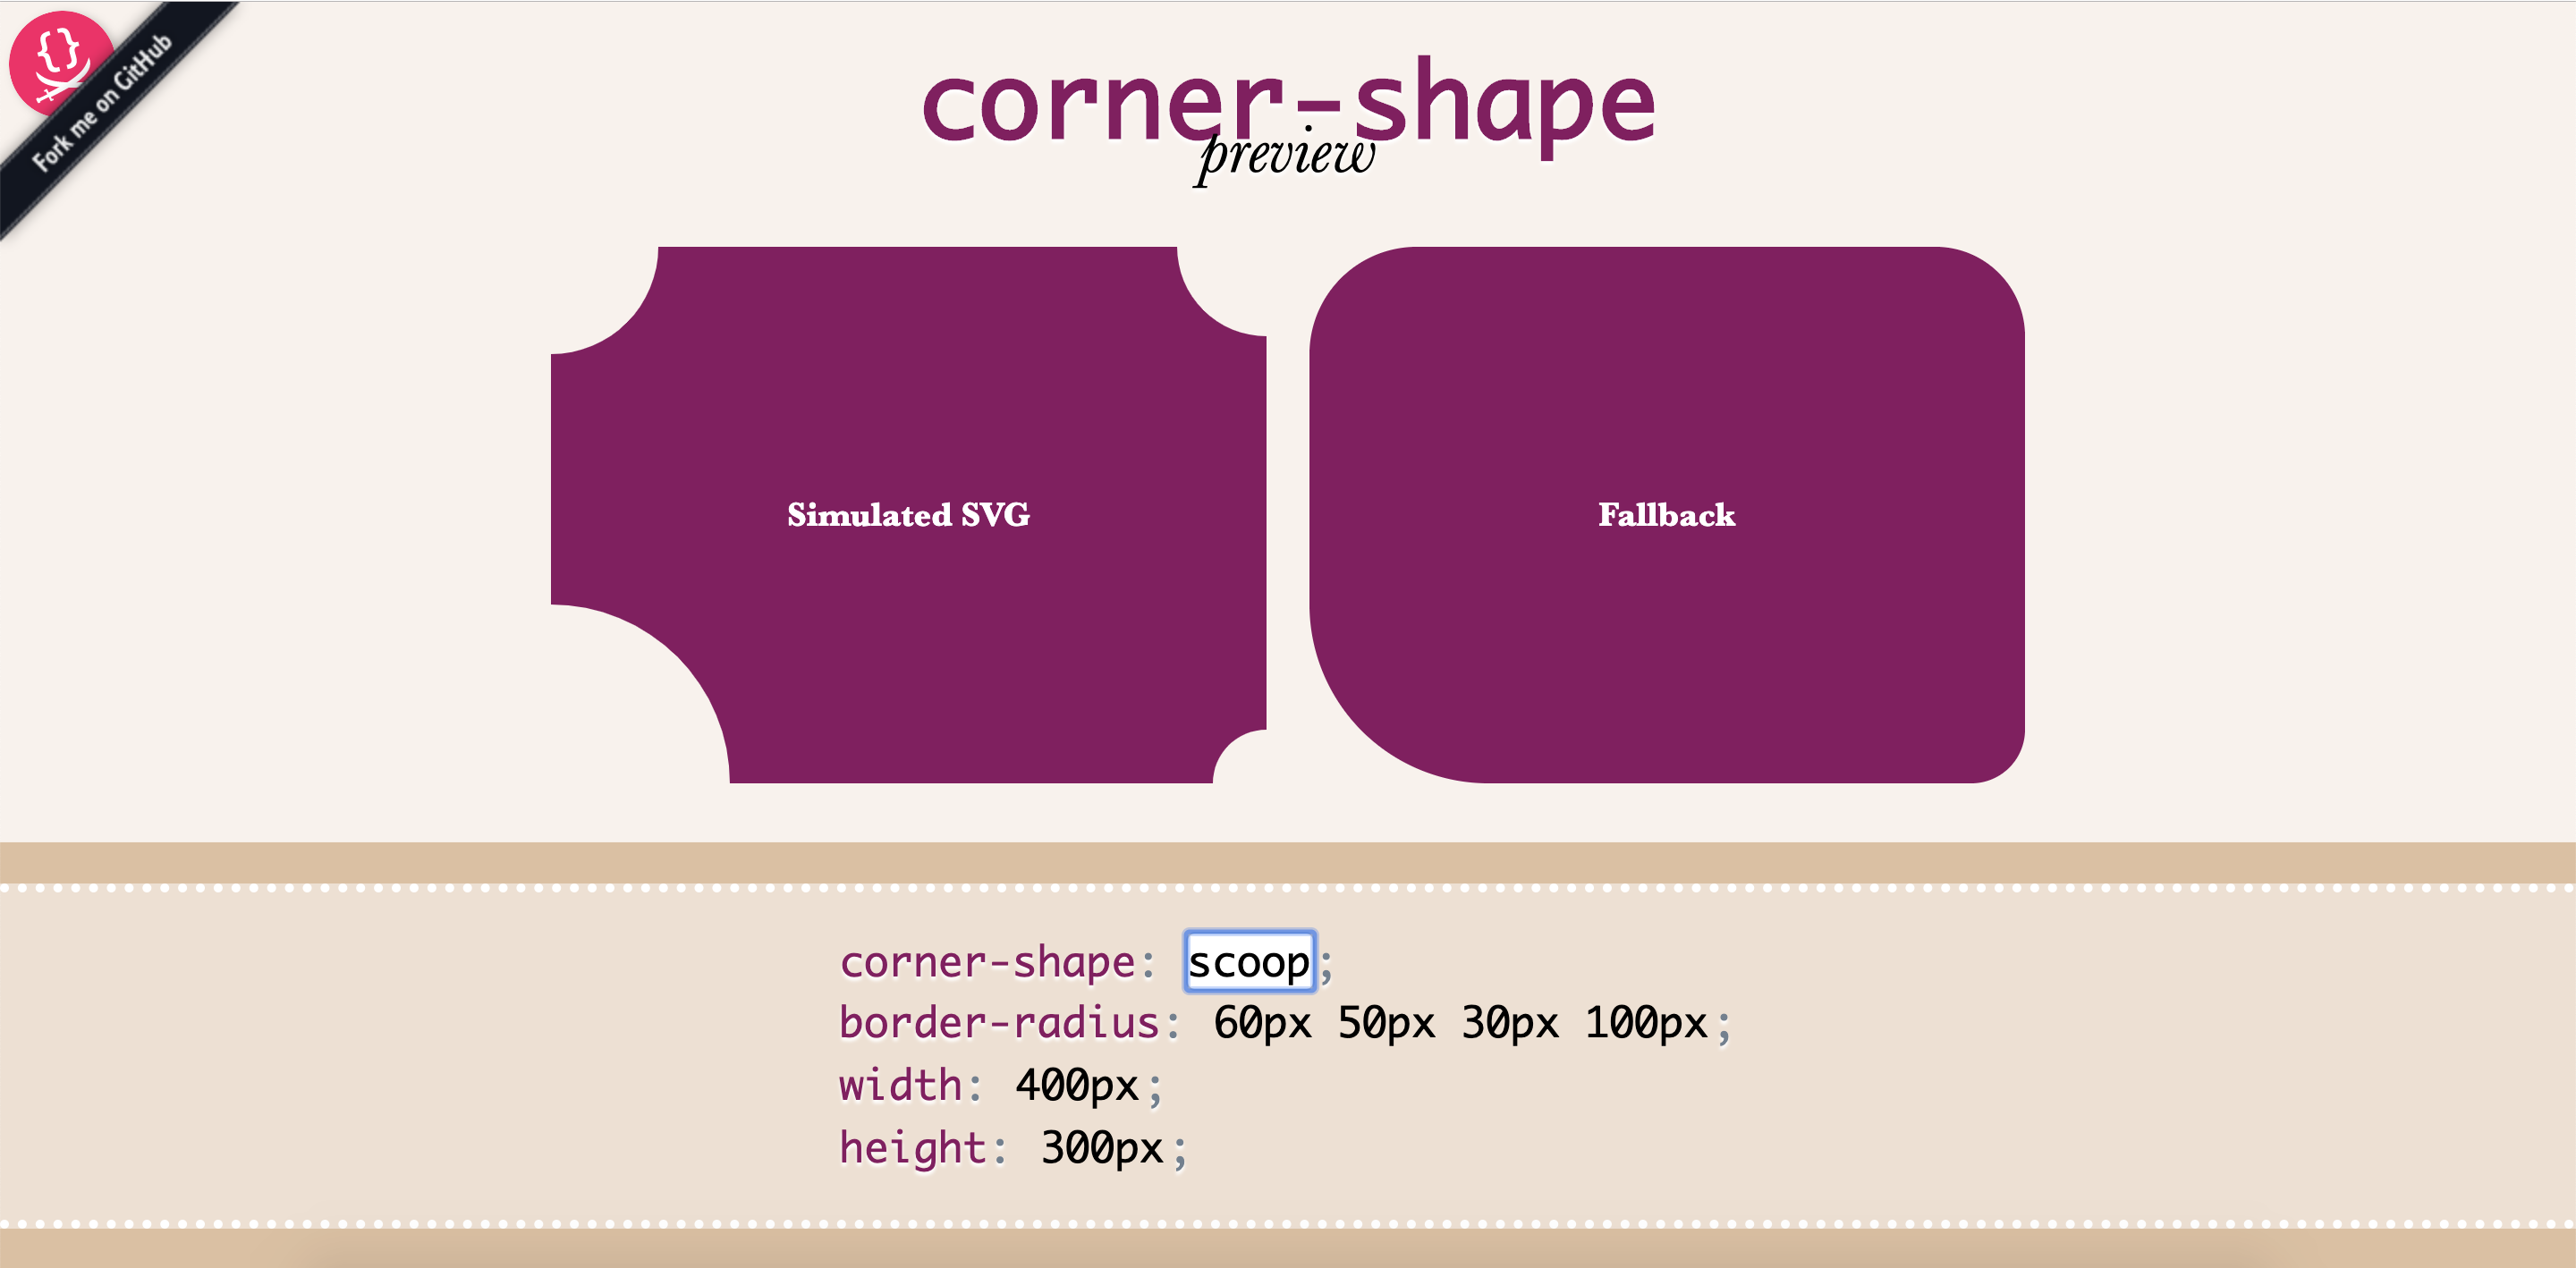 {}
Fork me on GitHub
corner-shape
preview
Simulated SVG
Fallback
corner-shape: scoop;
border-radius: 60px 50px 30px 100px;
width: 400px;
height: 300px;